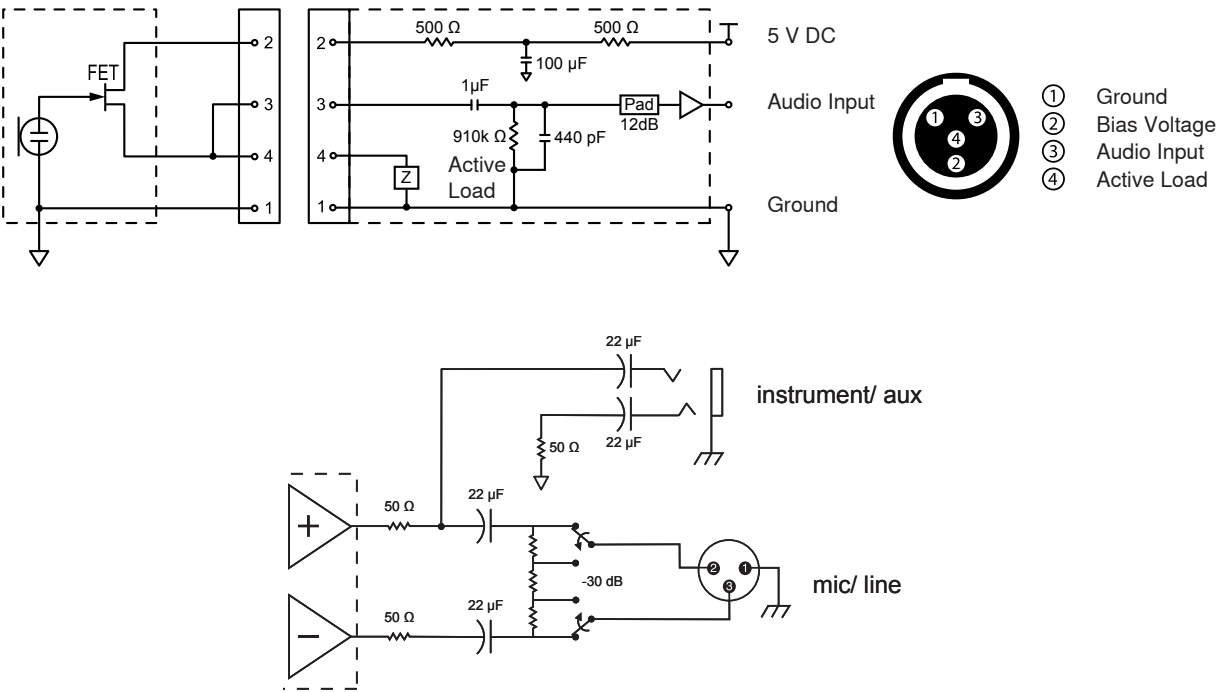 500 Ω
500 Ω
5 V DC
2
2
100 µF
FET
1µF
3
3
Pad
12dB
Audio Input
910k Ω
440 pF
4
4
Active
Load
Z
1
1
Ground
1
3
4
2
① Ground
② Bias Voltage
③ Audio Input
④ Active Load
22 µF
instrument/ aux
22 µF
50 Ω
50 Ω
22 µF
+
-30 dB
2
1
3
mic/ line
50 Ω
22 µF
−